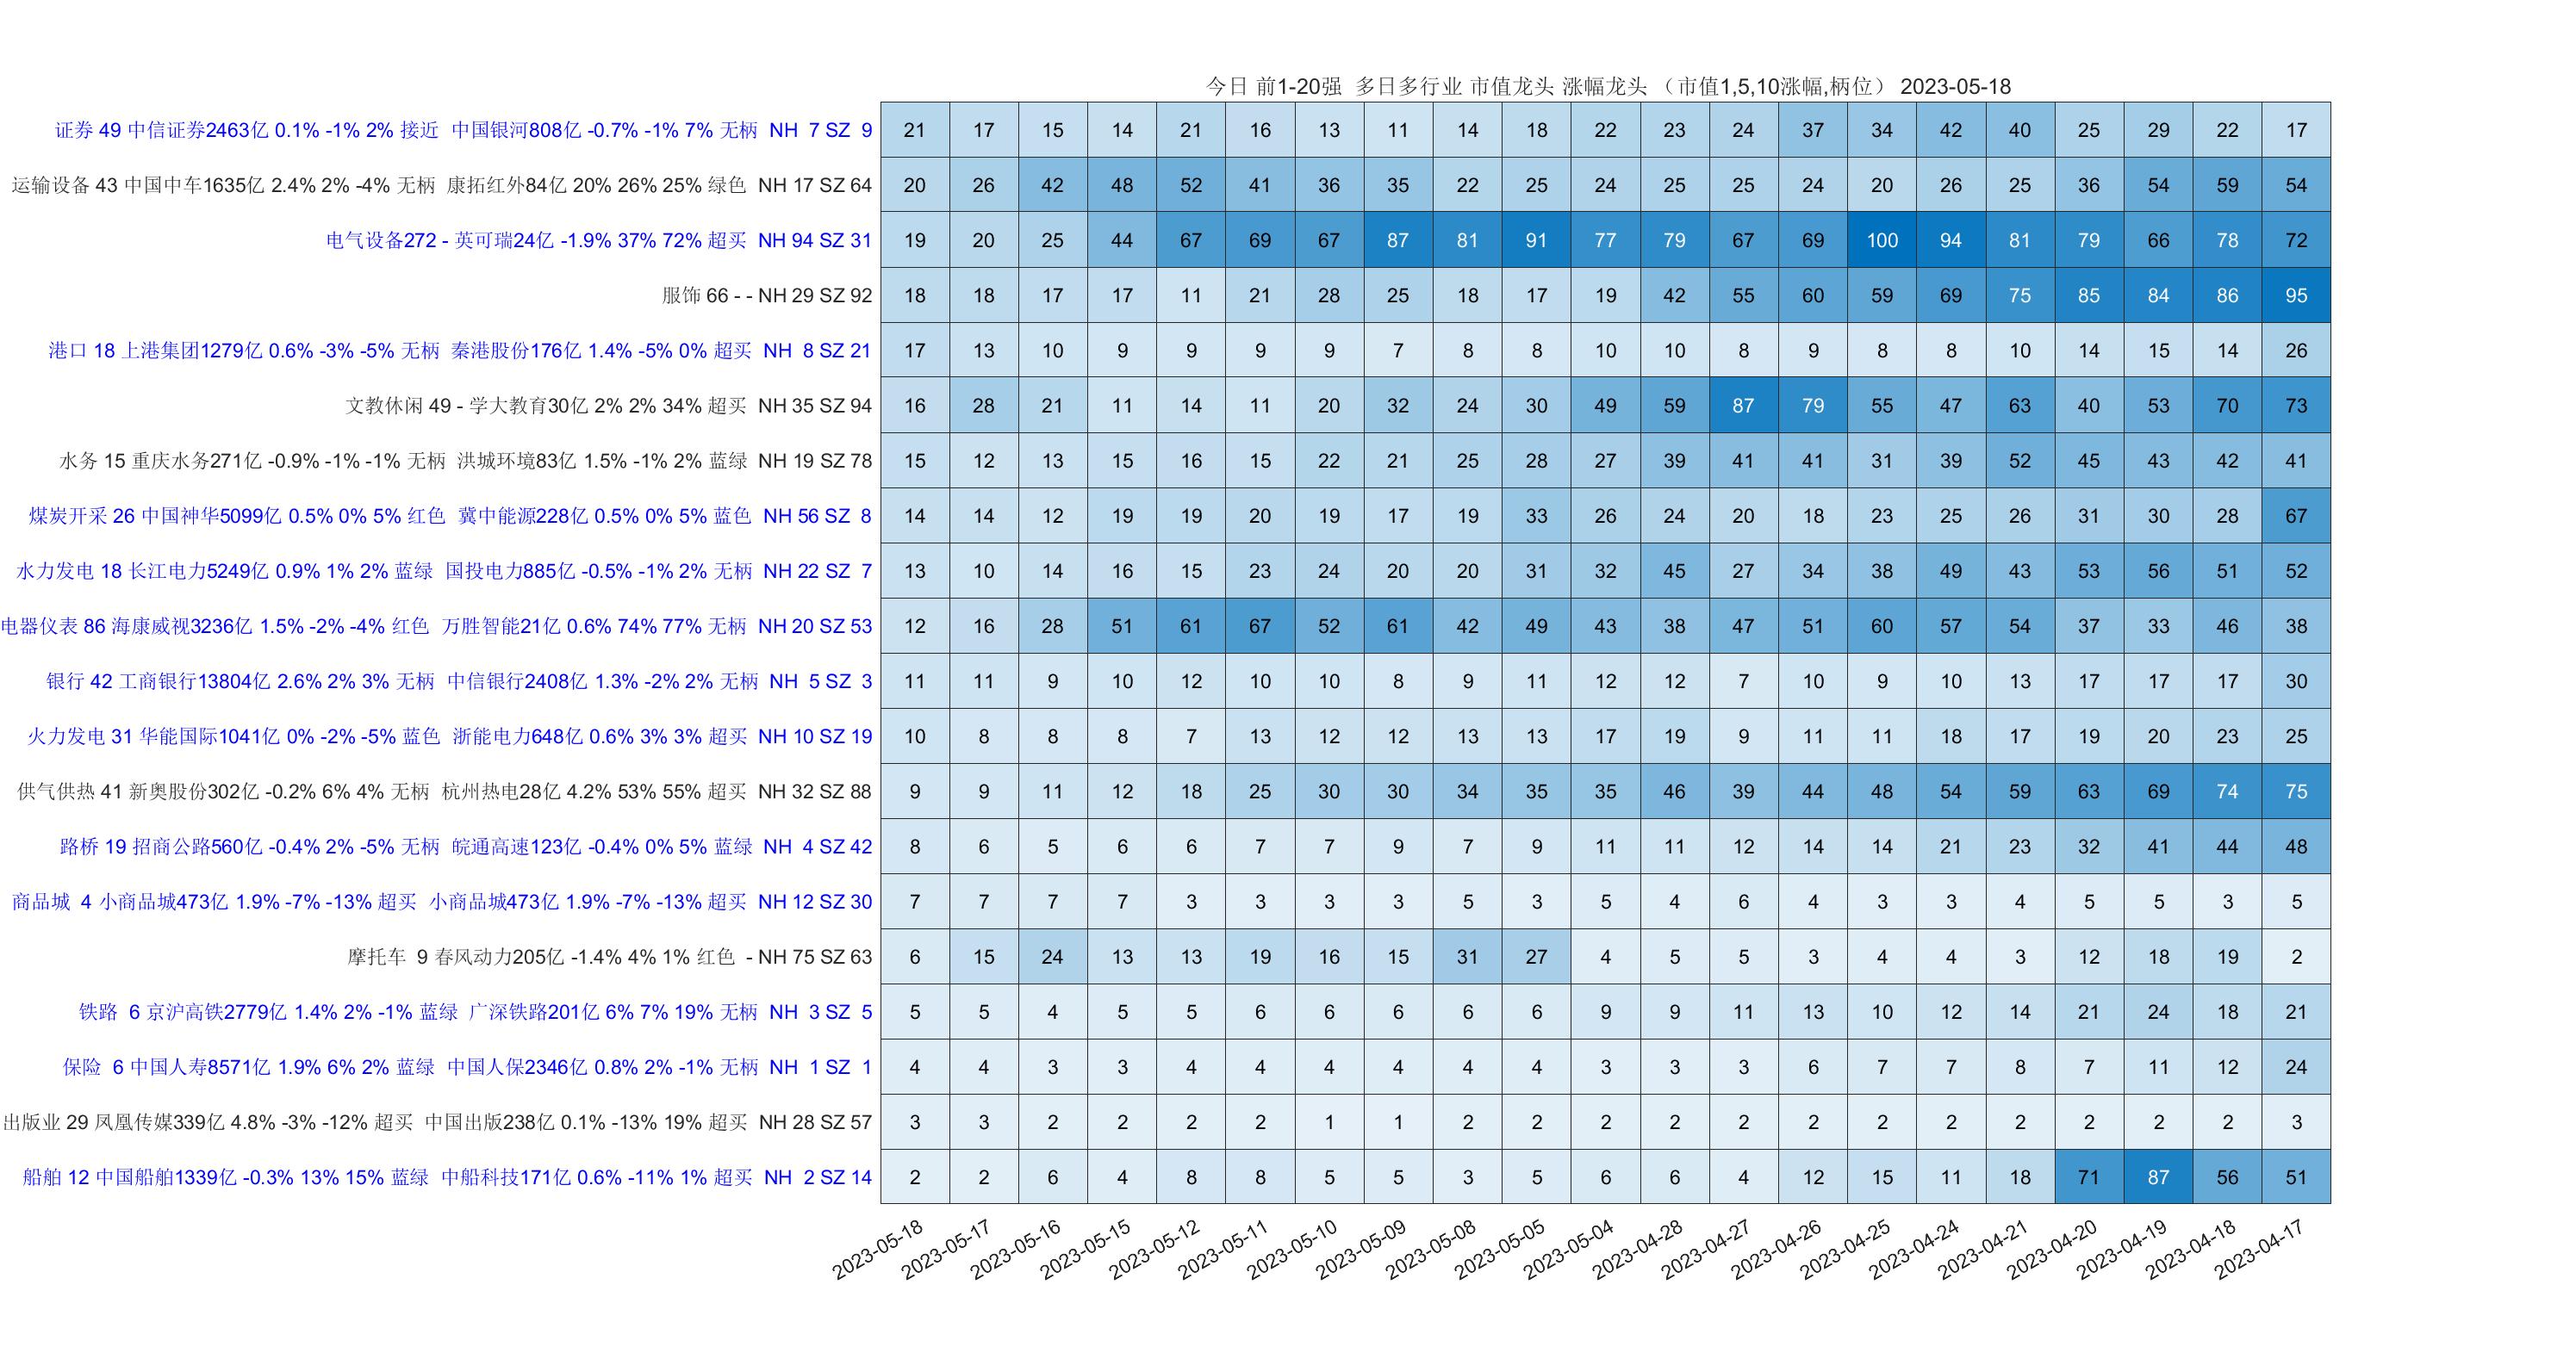 今日 前1-20强 多日多行业 市值龙头 涨幅龙头 （市值1,5,10涨幅,柄位） 2023-05-18
证券 49 中信证券2463亿 0.1% -1% 2% 接近 中国银河808亿 -0.7% -1% 7% 无柄 NH 7 SZ 9 21 17 15 14 21 16 13 11 14 18 22 23 24 37 34 42 40 25 29 22 17
运输设备 43 中国中车1635亿 2.4% 2% -4% 无柄 康拓红外84亿 20% 26% 25% 绿色 NH 17 SZ 64 20 26 42 48 52 41 36 35 22 25 24 25 25 24 20 26 25 36 54 59 54
电气设备272 - 英可瑞24亿 -1.9% 37% 72% 超买 NH 94 SZ 31 19 20 25 44 67 69 67 87 81 91 77 79 67 69 100 94 81 79 66 78 72
服饰 66 - - NH 29 SZ 92 18 18 17 17 11 21 28 25 18 17 19 42 55 60 59 69 75 85 84 86 95
港口 18 上港集团1279亿 0.6% -3% -5% 无柄 秦港股份176亿 1.4% -5% 0% 超买 NH 8 SZ 21 17 13 10 9 9 9 9 7 8 8 10 10 8 9 8 8 10 14 15 14 26
文教休闲 49 - 学大教育30亿 2% 2% 34% 超买 NH 35 SZ 94 16 28 21 11 14 11 20 32 24 30 49 59 87 79 55 47 63 40 53 70 73
水务 15 重庆水务271亿 -0.9% -1% -1% 无柄 洪城环境83亿 1.5% -1% 2% 蓝绿 NH 19 SZ 78 15 12 13 15 16 15 22 21 25 28 27 39 41 41 31 39 52 45 43 42 41
煤炭开采 26 中国神华5099亿 0.5% 0% 5% 红色 冀中能源228亿 0.5% 0% 5% 蓝色 NH 56 SZ 8 14 14 12 19 19 20 19 17 19 33 26 24 20 18 23 25 26 31 30 28 67
水力发电 18 长江电力5249亿 0.9% 1% 2% 蓝绿 国投电力885亿 -0.5% -1% 2% 无柄 NH 22 SZ 7 13 10 14 16 15 23 24 20 20 31 32 45 27 34 38 49 43 53 56 51 52
电器仪表 86 海康威视3236亿 1.5% -2% -4% 红色 万胜智能21亿 0.6% 74% 77% 无柄 NH 20 SZ 53 12 16 28 51 61 67 52 61 42 49 43 38 47 51 60 57 54 37 33 46 38
银行 42 工商银行13804亿 2.6% 2% 3% 无柄 中信银行2408亿 1.3% -2% 2% 无柄 NH 5 SZ 3 11 11 9 10 12 10 10 8 9 11 12 12 7 10 9 10 13 17 17 17 30
火力发电 31 华能国际1041亿 0% -2% -5% 蓝色 浙能电力648亿 0.6% 3% 3% 超买 NH 10 SZ 19 10 8 8 8 7 13 12 12 13 13 17 19 9 11 11 18 17 19 20 23 25
供气供热 41 新奥股份302亿 -0.2% 6% 4% 无柄 杭州热电28亿 4.2% 53% 55% 超买 NH 32 SZ 88 9 9 11 12 18 25 30 30 34 35 35 46 39 44 48 54 59 63 69 74 75
路桥 19 招商公路560亿 -0.4% 2% -5% 无柄 皖通高速123亿 -0.4% 0% 5% 蓝绿 NH 4 SZ 42 8 6 5 6 6 7 7 9 7 9 11 11 12 14 14 21 23 32 41 44 48
商品城 4 小商品城473亿 1.9% -7% -13% 超买 小商品城473亿 1.9% -7% -13% 超买 NH 12 SZ 30 7 7 7 7 3 3 3 3 5 3 5 4 6 4 3 3 4 5 5 3 5
摩托车 9 春风动力205亿 -1.4% 4% 1% 红色 - NH 75 SZ 63 6 15 24 13 13 19 16 15 31 27 4 5 5 3 4 4 3 12 18 19 2
铁路 6 京沪高铁2779亿 1.4% 2% -1% 蓝绿 广深铁路201亿 6% 7% 19% 无柄 NH 3 SZ 5 5 5 4 5 5 6 6 6 6 6 9 9 11 13 10 12 14 21 24 18 21
保险 6 中国人寿8571亿 1.9% 6% 2% 蓝绿 中国人保2346亿 0.8% 2% -1% 无柄 NH 1 SZ 1 4 4 3 3 4 4 4 4 4 4 3 3 3 6 7 7 8 7 11 12 24
出版业 29 凤凰传媒339亿 4.8% -3% -12% 超买 中国出版238亿 0.1% -13% 19% 超买 NH 28 SZ 57 3 3 2 2 2 2 1 1 2 2 2 2 2 2 2 2 2 2 2 2 3
船舶 12 中国船舶1339亿 -0.3% 13% 15% 蓝绿 中船科技171亿 0.6% -11% 1% 超买 NH 2 SZ 14 2 2 6 4 8 8 5 5 3 5 6 6 4 12 15 11 18 71 87 56 51
2023-05-18 2023-05-17 2023-05-16 2023-05-15 2023-05-12 2023-05-11 2023-05-10 2023-05-09 2023-05-08 2023-05-05 2023-05-04 2023-04-28 2023-04-27 2023-04-26 2023-04-25 2023-04-24 2023-04-21 2023-04-20 2023-04-19 2023-04-18 2023-04-17